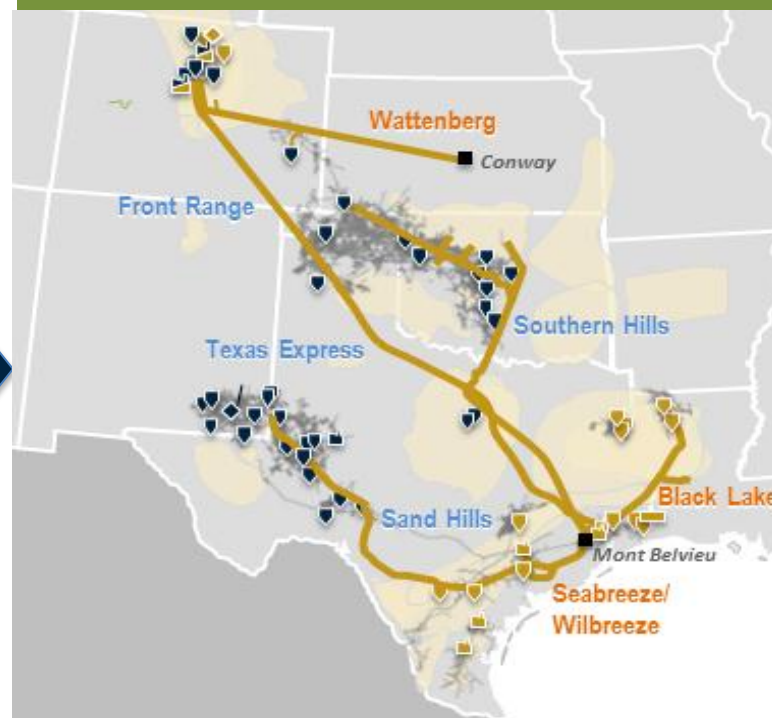 Wattenberg
Conway
Front Range
Southern Hills
Texas Express
Sand Hills
Black Lake
Mont Belvieu
Seabreeze/
Wilbreeze